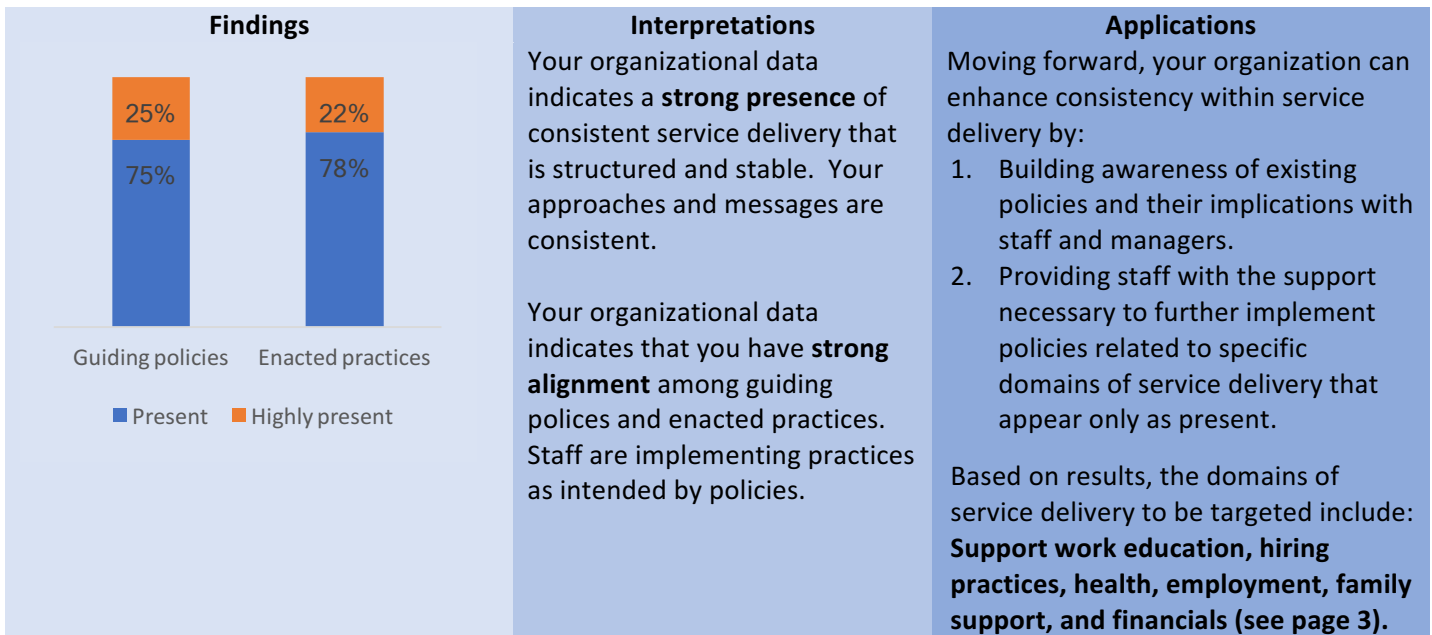 Findings
25%
22%
75%
78%
Guiding policies
Enacted practices
Present
Highly present
Interpretations
Your organizational data
indicates a strong presence of
consistent service delivery that
is structured and stable.  Your
approaches and messages are
consistent.
Your organizational data
indicates that you have strong
alignment among guiding
polices and enacted practices.
Staff are implementing practices
as intended by policies.
Applications
Moving forward, your organization can
enhance consistency within service
delivery by:
1. Building awareness of existing
policies and their implications with
staff and managers.
2. Providing staff with the support
necessary to further implement
policies related to specific
domains of service delivery that
appear only as present.
Based on results, the domains of
service delivery to be targeted include:
Support work education, hiring
practices, health, employment, family
support, and financials (see page 3).